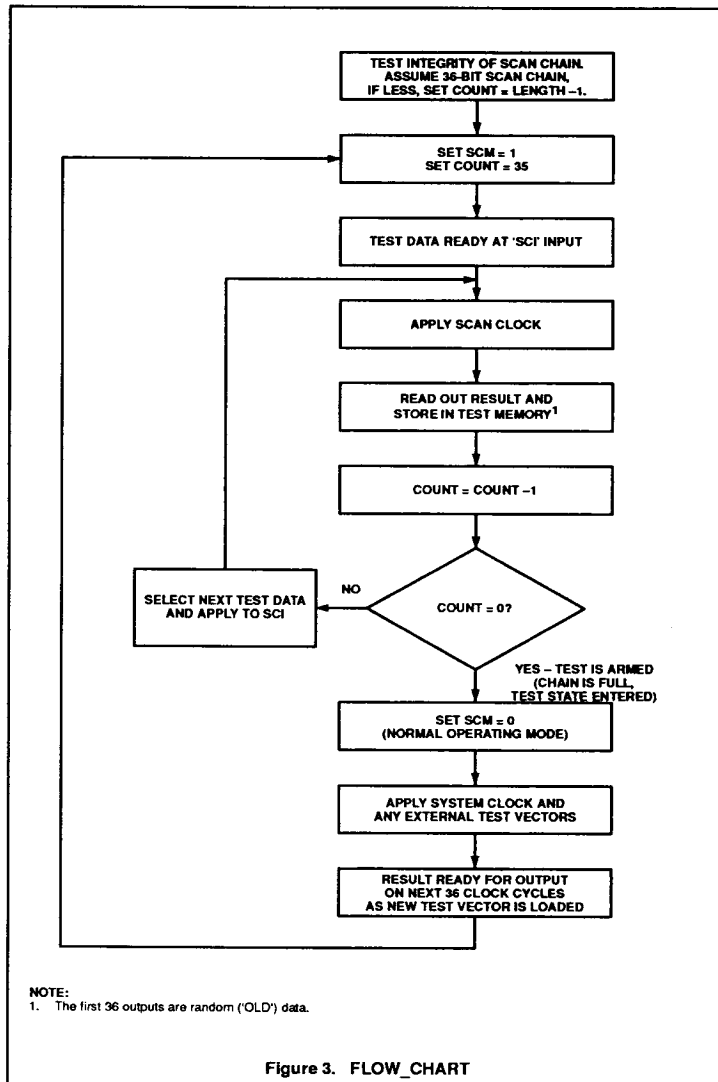 TEST INTEGRITY OF SCAN CHAIN.
ASSUME 36-BIT SCAN CHAIN,
IF LESS, SET COUNT = LENGTH –1.
SET SCM = 1
SET COUNT = 35
TEST DATA READY AT 'SCI' INPUT
APPLY SCAN CLOCK
READ OUT RESULT AND
STORE IN TEST MEMORY1
COUNT = COUNT –1
SELECT NEXT TEST DATA
AND APPLY TO SCI
NO
COUNT = 0?
YES – TEST IS ARMED
(CHAIN IS FULL,
TEST STATE ENTERED)
SET SCM = 0
(NORMAL OPERATING MODE)
APPLY SYSTEM CLOCK AND
ANY EXTERNAL TEST VECTORS
RESULT READY FOR OUTPUT
ON NEXT 36 CLOCK CYCLES
AS NEW TEST VECTOR IS LOADED
NOTE:
1. The first 36 outputs are random ('OLD') data.
Figure 3. FLOW_CHART